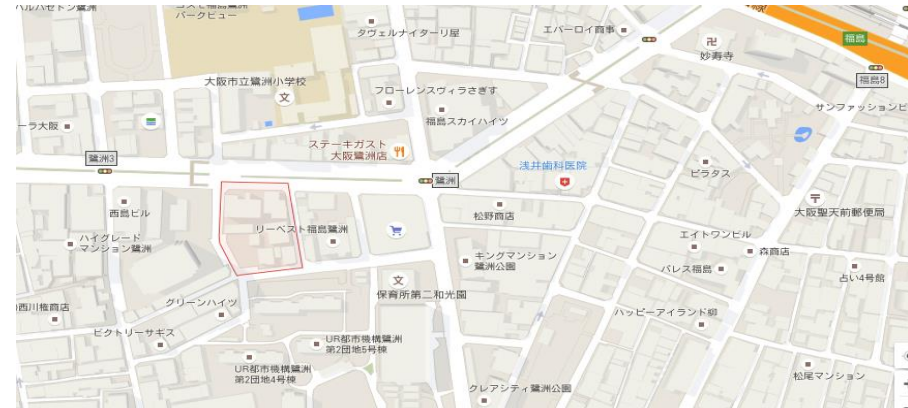 ハルハセトン鷺洲
パークビュー
タヴェルナイターリ屋
エバーロイ商事
卍
妙寿寺
福島
福島8
大阪市立鷺洲小学校
文
フローレンスヴィラさぎす
福島スカイハイツ
サンファッションビ
ーラ大阪
ステーキガスト
大阪鷺洲店
鷺洲3
鷺洲
浅井歯科医院
ピラタス
〒
大阪聖天前郵便局
西島ビル
リーベスト福島鷺洲
松野商店
ハイグレード
マンション鷺洲
エイトワンビル
森商店
キングマンション
鷺洲公園
パレス福島
占い4号館
文
保育所第二和光園
西川権商店
グリーンハイツ
ハッピーアイランド柳
ビクトリーサギス
UR都市機構鷺洲
第2団地5号棟
UR都市機構鷺洲
第2団地4号棟
クレアシティ鷺洲公園
松尾マンション